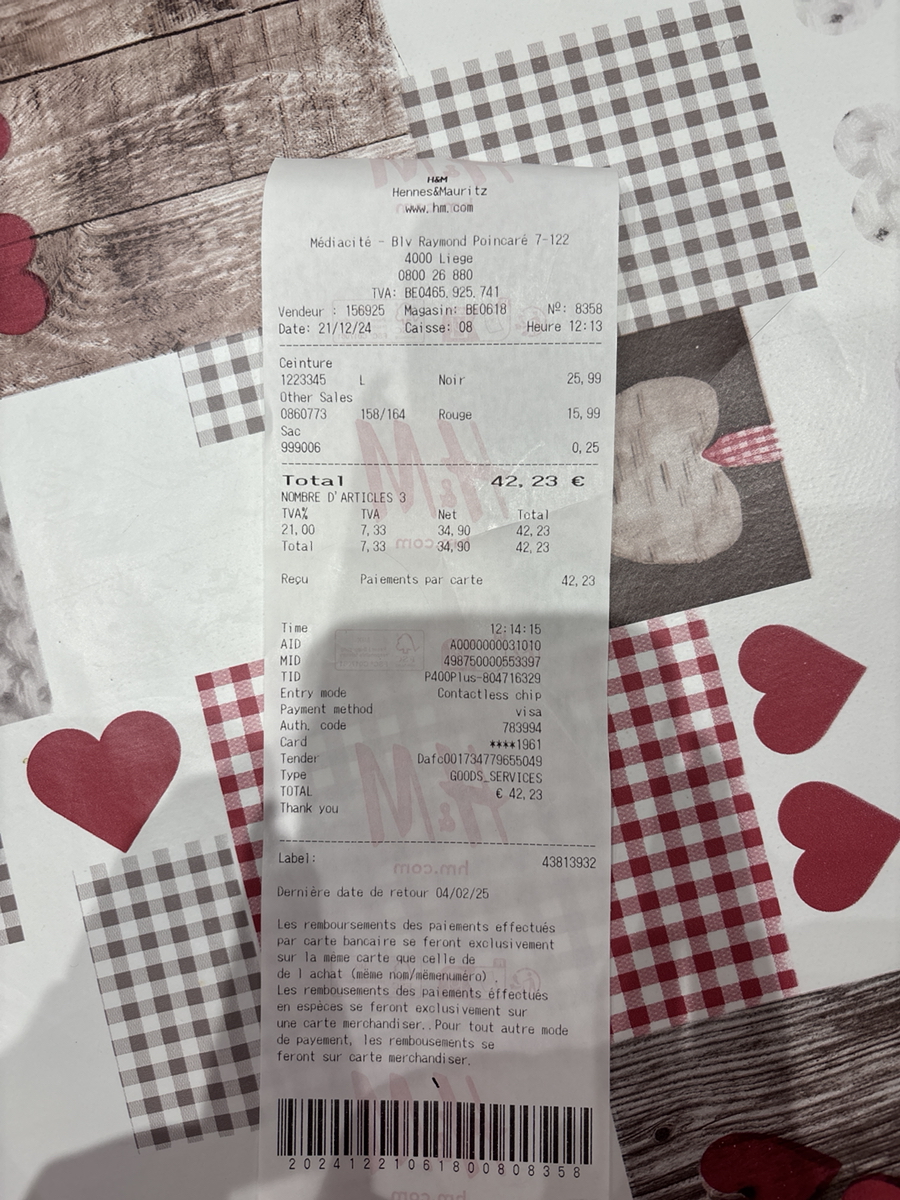 H&M
Hennes&Mauritz
www.hm.com
Médiacité - Blv Raymond Poincaré 7-122
4000 Liege
0800 26 880
TVA: BE0465.925.741
Vendeur : 156925 Magasin: BE0618 Nº: 8358
Date: 21/12/24 Caisse: 08 Heure 12:13
Ceinture
1223345 L Noir 25,99
Other Sales
0860773 158/164 Rouge 15,99
Sac
999006 0,25
Total 42,23 €
NOMBRE D'ARTICLES 3
TVA% TVA Net Total
21,00 7,33 34,90 42,23
Total 7,33 34,90 42,23
Reçu Paiements par carte 42,23
Time 12:14:15
AID A0000000031010
MID 498750000553397
TID P400Plus-804716329
Entry mode Contactless chip
Payment method visa
Auth. code 783994
Card ****1961
Tender Dafc001734779655049
Type GOODS_SERVICES
TOTAL € 42,23
Thank you
Label: 43813932
Dernière date de retour 04/02/25
Les remboursements des paiements effectués
par carte bancaire se feront exclusivement
sur la même carte que celle de
de l achat (même nom/mêmenuméro) .
Les rembousements des paiements éffectués
en espèces se feront exclusivement sur
une carte merchandiser..Pour tout autre mode
de payement, les rembousements se
feront sur carte merchandiser.
20241221061800808358